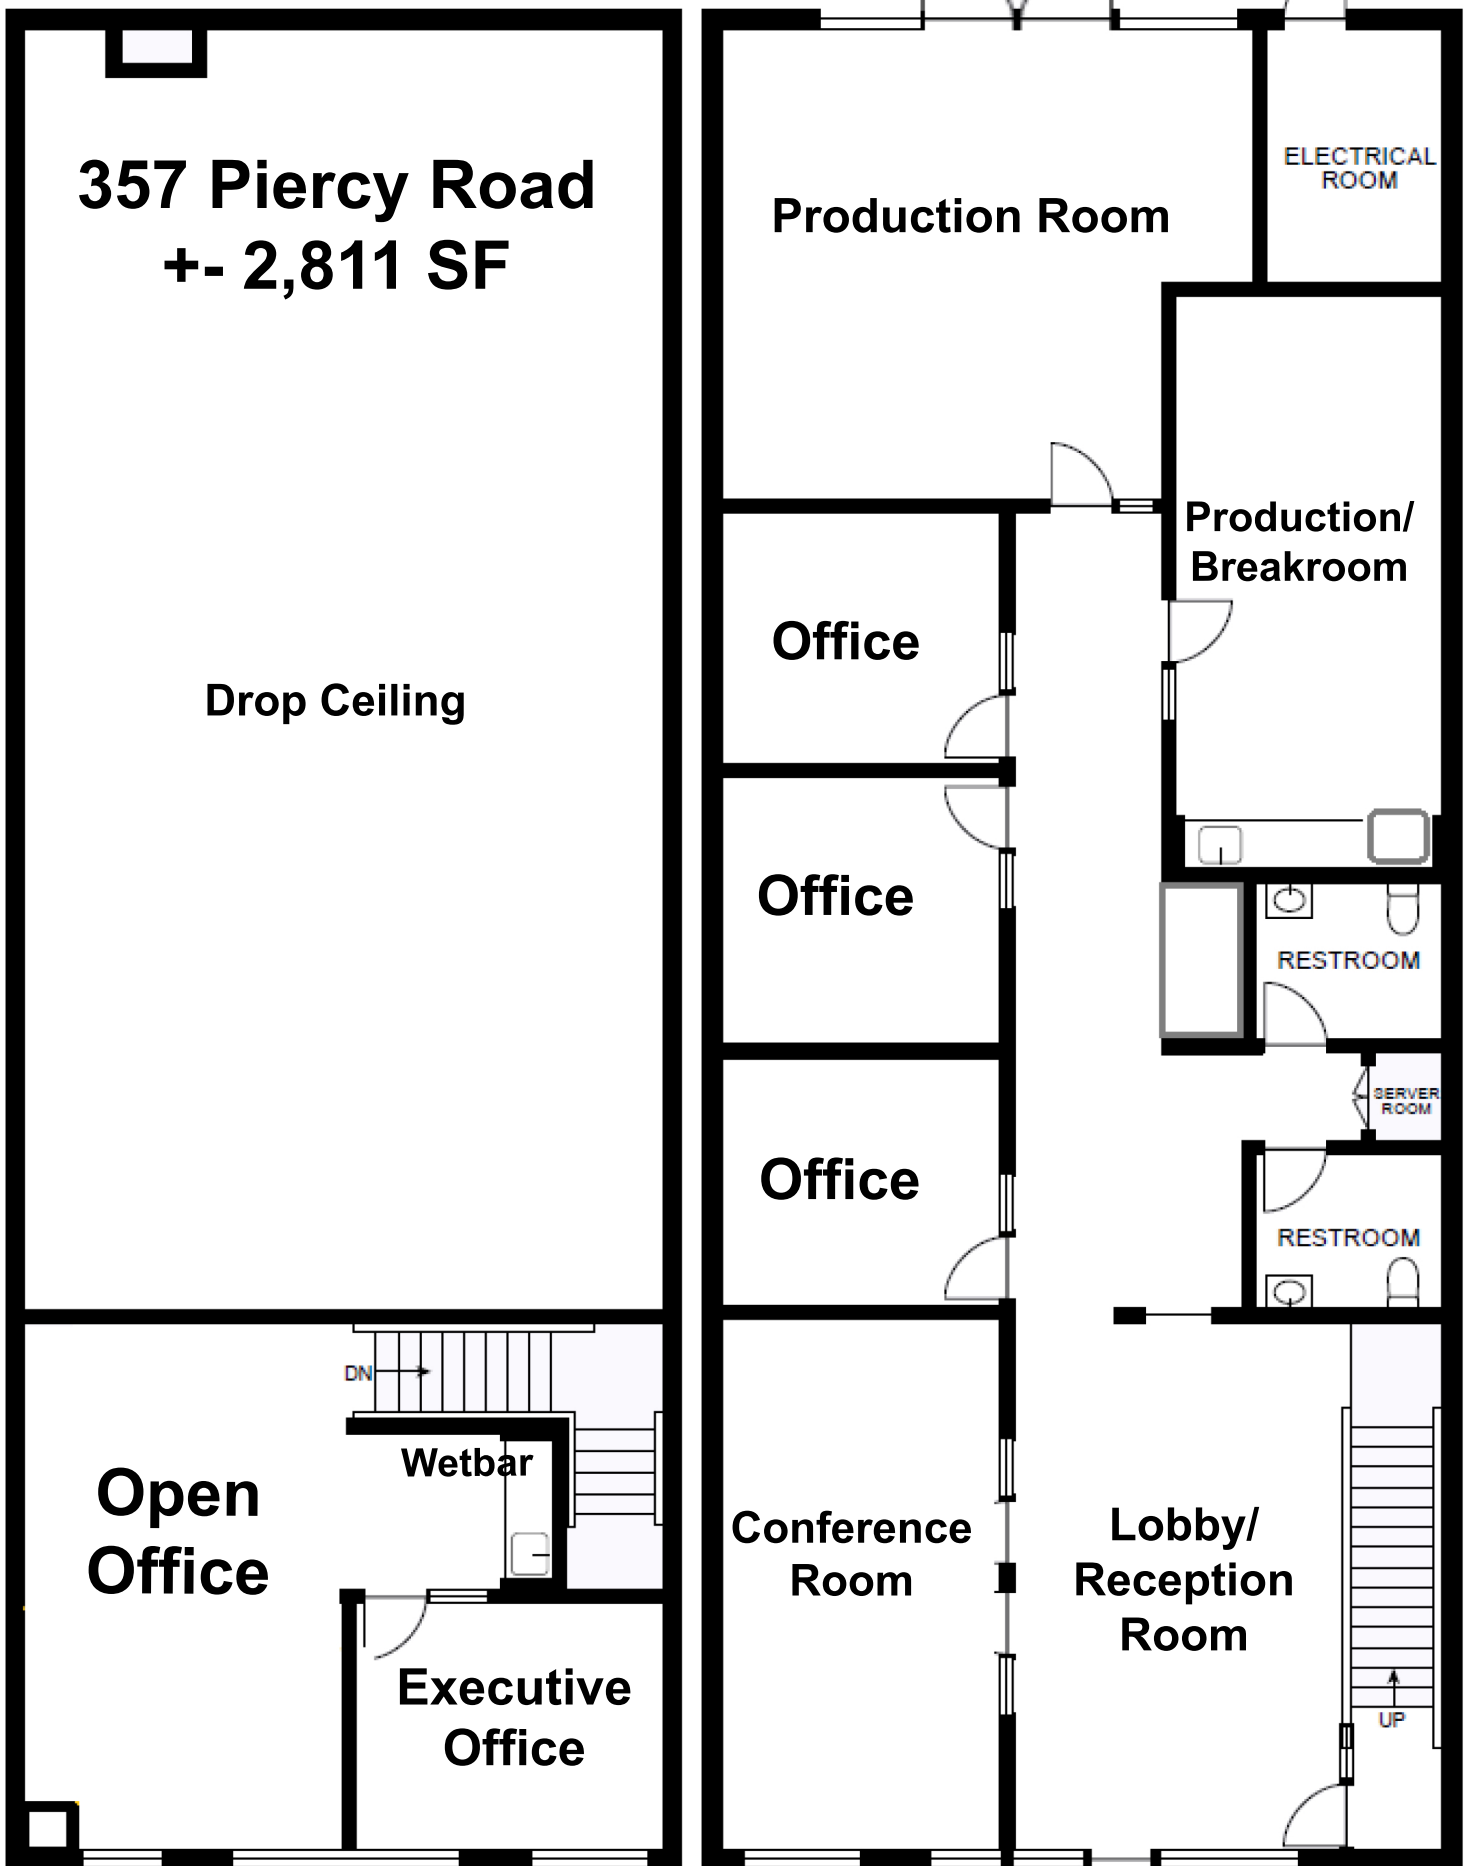 357 Piercy Road
+- 2,811 SF
Drop Ceiling
DN
Wetbar
Open
Office
Executive
Office
Production Room
ELECTRICAL
ROOM
Production/
Breakroom
Office
Office
RESTROOM
SERVER
ROOM
Office
RESTROOM
Conference
Room
Lobby/
Reception
Room
UP